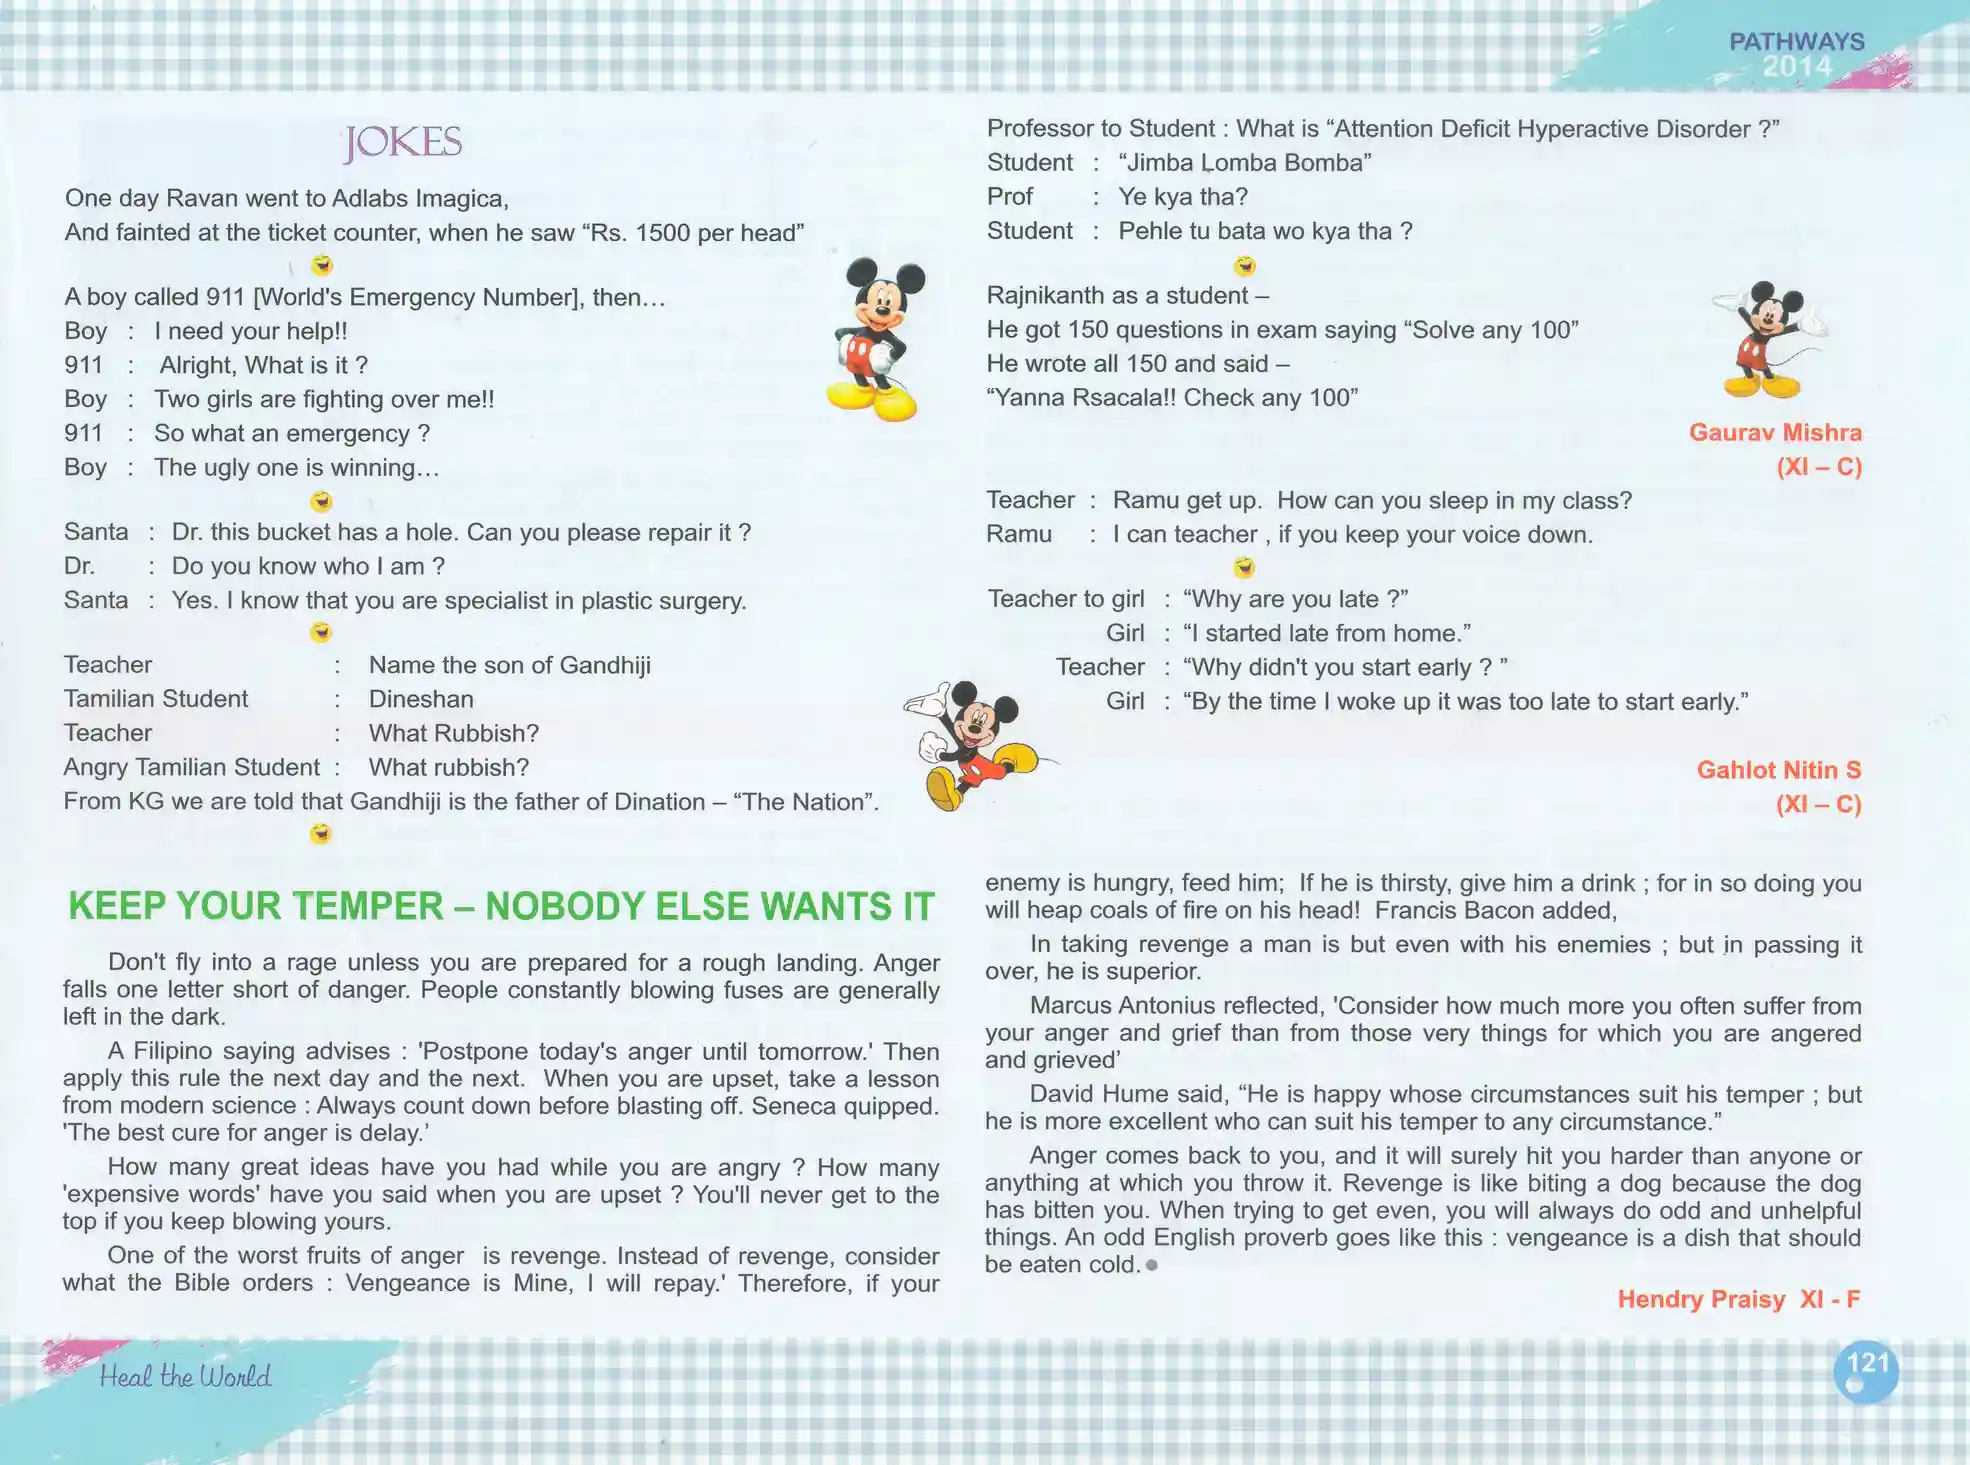 PATHWAYS
2014
JOKES
One day Ravan went to Adlabs Imagica,
And fainted at the ticket counter, when he saw “Rs. 1500 per head”
A boy called 911 [World's Emergency Number], then…
Boy : I need your help!!
911 : Alright, What is it ?
Boy : Two girls are fighting over me!!
911 : So what an emergency ?
Boy : The ugly one is winning…
Santa : Dr. this bucket has a hole. Can you please repair it ?
Dr. : Do you know who I am ?
Santa : Yes. I know that you are specialist in plastic surgery.
Teacher : Name the son of Gandhiji
Tamilian Student : Dineshan
Teacher : What Rubbish?
Angry Tamilian Student : What rubbish?
From KG we are told that Gandhiji is the father of Dination – “The Nation”.
Professor to Student : What is “Attention Deficit Hyperactive Disorder ?”
Student : “Jimba Lomba Bomba”
Prof : Ye kya tha?
Student : Pehle tu bata wo kya tha ?
Rajnikanth as a student –
He got 150 questions in exam saying “Solve any 100”
He wrote all 150 and said –
“Yanna Rsacala!! Check any 100”
Gaurav Mishra
(XI – C)
Teacher : Ramu get up. How can you sleep in my class?
Ramu : I can teacher , if you keep your voice down.
Teacher to girl : “Why are you late ?”
Girl : “I started late from home.”
Teacher : “Why didn't you start early ? ”
Girl : “By the time I woke up it was too late to start early.”
Gahlot Nitin S
(XI – C)
KEEP YOUR TEMPER – NOBODY ELSE WANTS IT
Don't fly into a rage unless you are prepared for a rough landing. Anger
falls one letter short of danger. People constantly blowing fuses are generally
left in the dark.
A Filipino saying advises : 'Postpone today's anger until tomorrow.' Then
apply this rule the next day and the next. When you are upset, take a lesson
from modern science : Always count down before blasting off. Seneca quipped.
'The best cure for anger is delay.’
How many great ideas have you had while you are angry ? How many
'expensive words' have you said when you are upset ? You'll never get to the
top if you keep blowing yours.
One of the worst fruits of anger is revenge. Instead of revenge, consider
what the Bible orders : Vengeance is Mine, I will repay.' Therefore, if your
enemy is hungry, feed him; If he is thirsty, give him a drink ; for in so doing you
will heap coals of fire on his head! Francis Bacon added,
In taking revenge a man is but even with his enemies ; but in passing it
over, he is superior.
Marcus Antonius reflected, 'Consider how much more you often suffer from
your anger and grief than from those very things for which you are angered
and grieved’
David Hume said, “He is happy whose circumstances suit his temper ; but
he is more excellent who can suit his temper to any circumstance.”
Anger comes back to you, and it will surely hit you harder than anyone or
anything at which you throw it. Revenge is like biting a dog because the dog
has bitten you. When trying to get even, you will always do odd and unhelpful
things. An odd English proverb goes like this : vengeance is a dish that should
be eaten cold.
Hendry Praisy XI - F
Heal the World
121